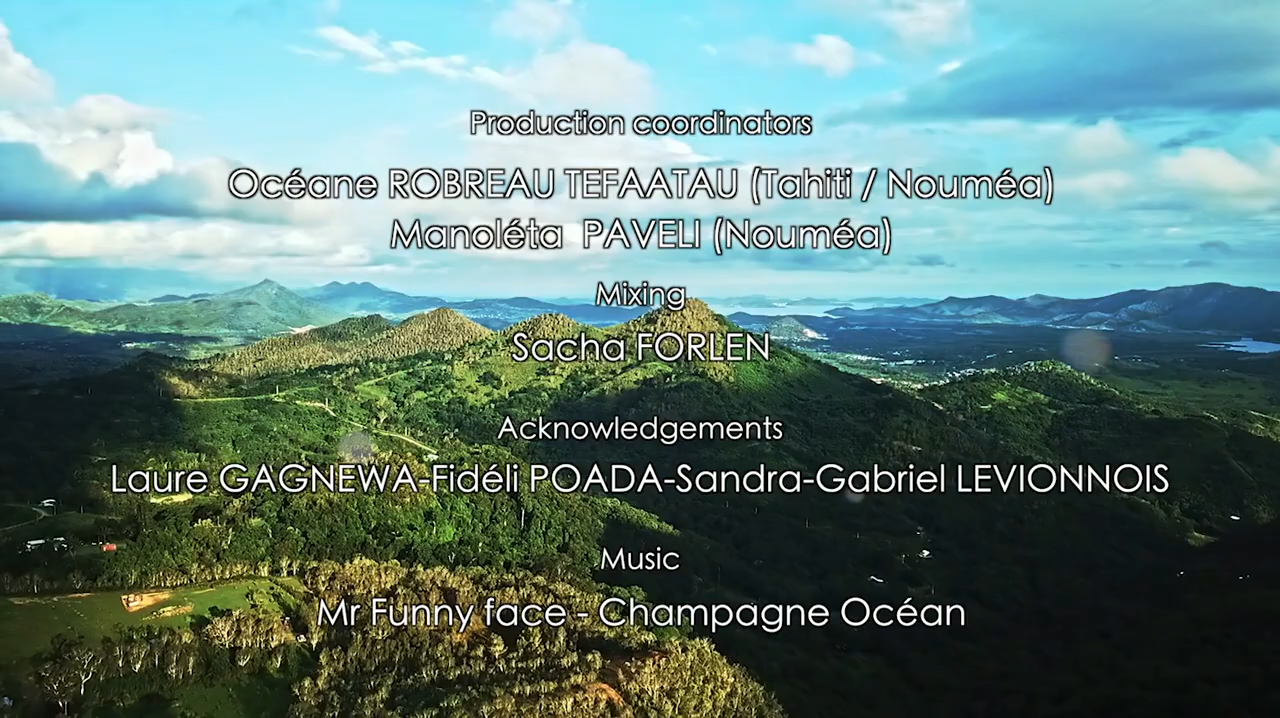 Production coordinators
Océane ROBREAU TEFAATAU (Tahiti / Nouméa)
Manoléta PAVELI (Nouméa)
Mixing
Sacha FORLEN
Acknowledgements
Laure GAGNEWA-Fidéli POADA-Sandra-Gabriel LEVIONNOIS
Music
Mr Funny face - Champagne Océan